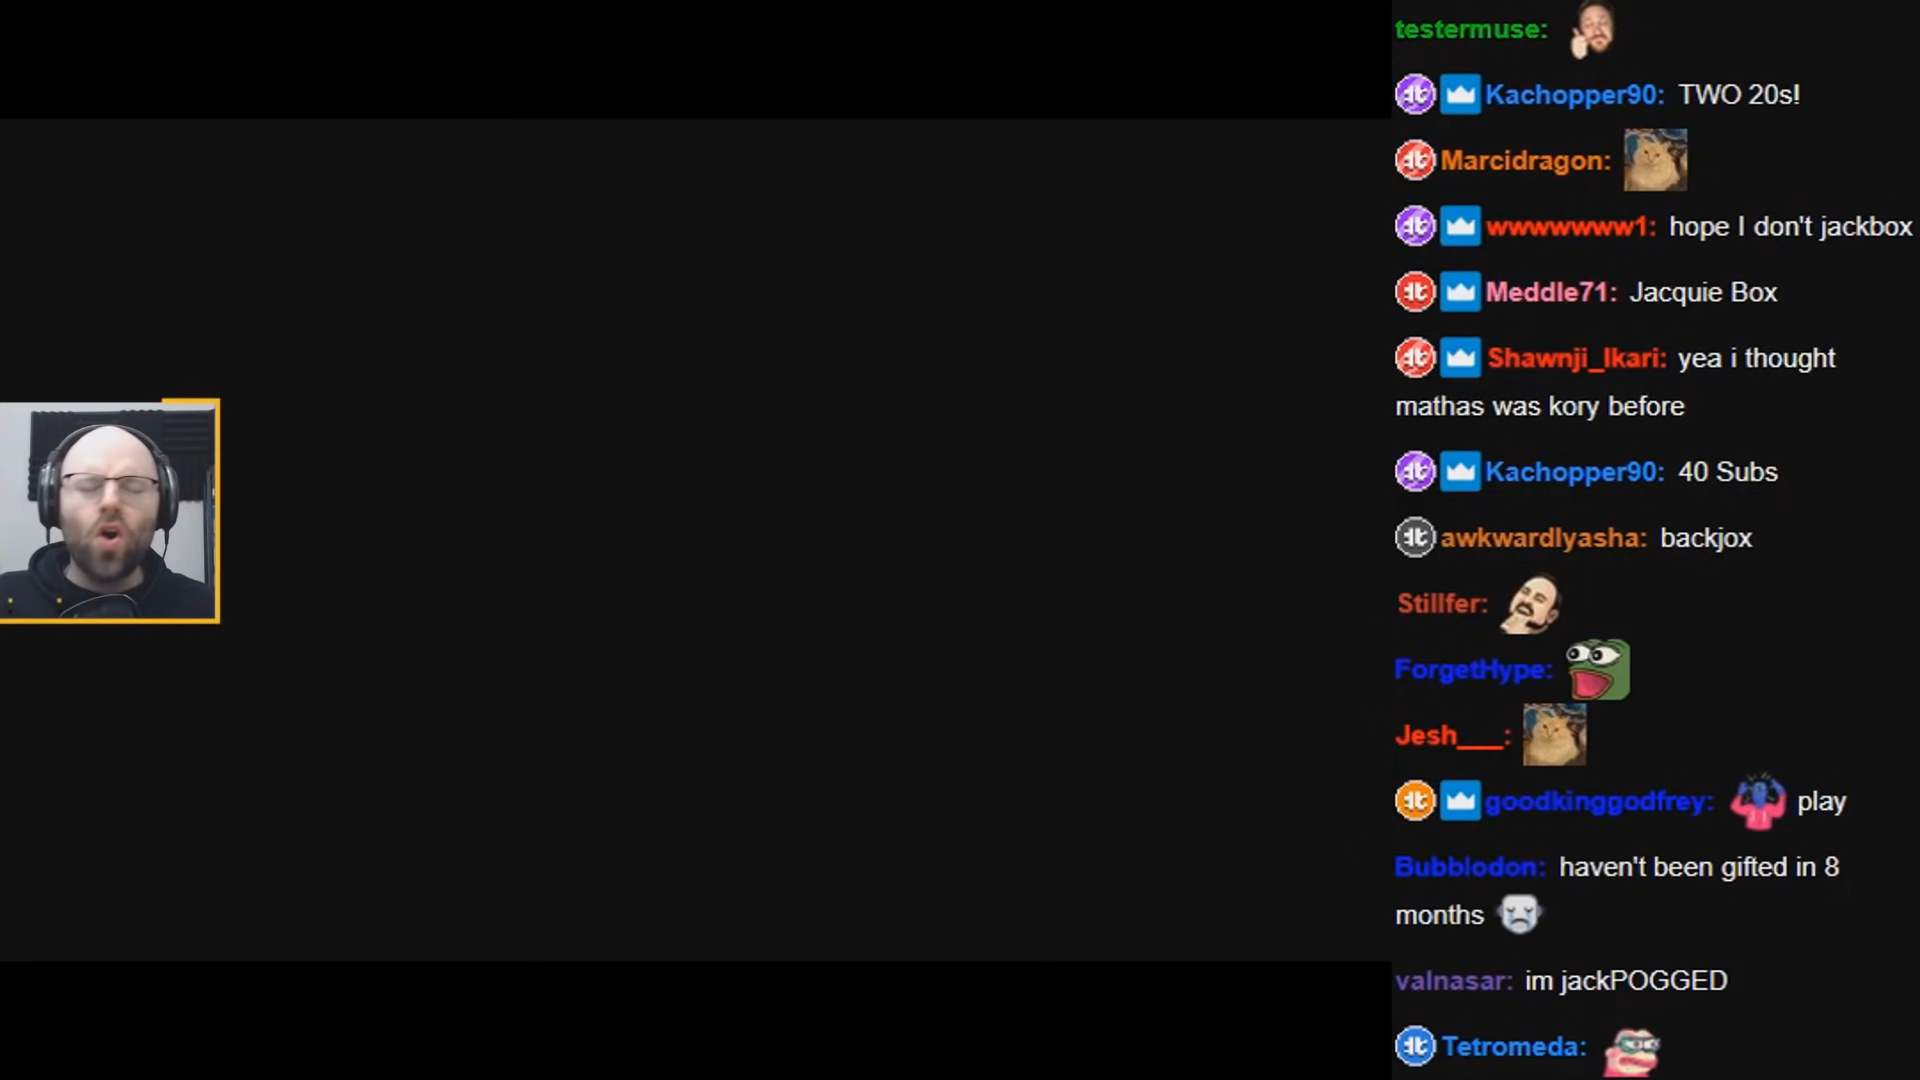 testermuse:
Kachopper90: TWO 20s!
Marcidragon:
wwwwwww1: hope I don't jackbox
Meddle71: Jacquie Box
Shawnji_Ikari: yea i thought
mathas was kory before
Kachopper90: 40 Subs
awkwardlyasha: backjox
Stillfer:
ForgetHype:
Jesh___:
goodkinggodfrey: play
Bubblodon: haven't been gifted in 8
months
valnasar: im jackPOGGED
Tetromeda: